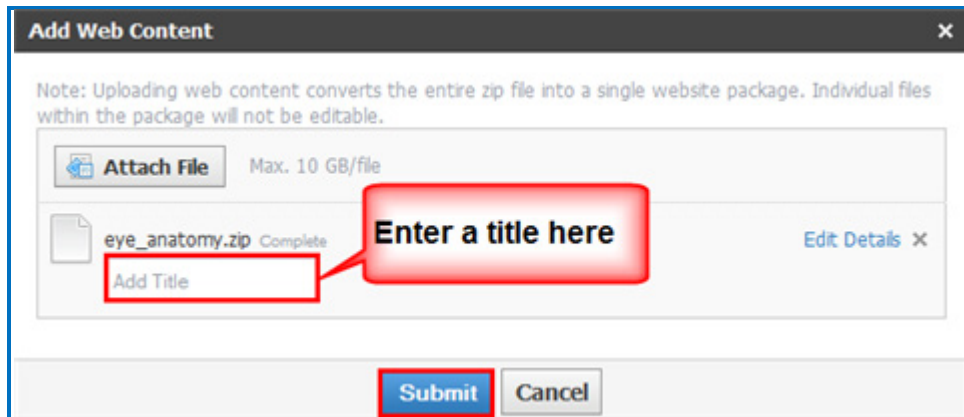 Add Web Content ×
Note: Uploading web content converts the entire zip file into a single website package. Individual files
within the package will not be editable.
Attach File Max. 10 GB/file
eye_anatomy.zip Complete Enter a title here Edit Details ×
Add Title
Submit Cancel